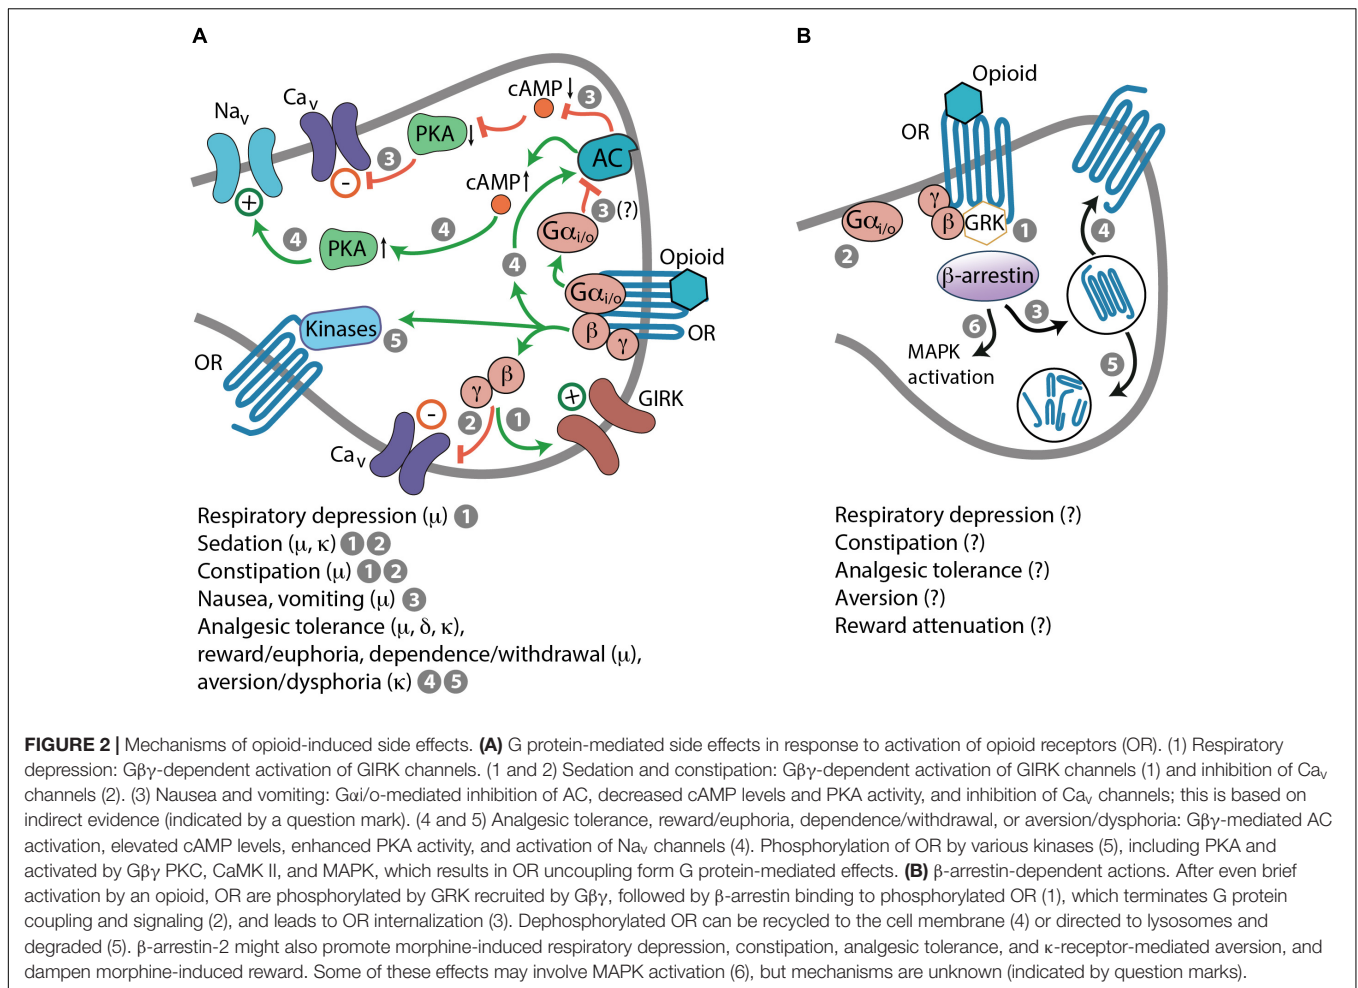 A
Na_v
Ca_v
cAMP↓
3
PKA↓
3
-
+
AC
cAMP↑
3 (?)
Gα_i/o
4
4
PKA↑
4
Opioid
Gα_i/o
Kinases
5
β
γ
OR
OR
β
γ
+
GIRK
-
2
1
Ca_v
Respiratory depression (μ) 1
Sedation (μ, κ) 1 2
Constipation (μ) 1 2
Nausea, vomiting (μ) 3
Analgesic tolerance (μ, δ, κ),
reward/euphoria, dependence/withdrawal (μ),
aversion/dysphoria (κ) 4 5
B
Opioid
OR
γ
Gα_i/o
β
GRK
1
2
4
β-arrestin
3
6
MAPK
activation
5
Respiratory depression (?)
Constipation (?)
Analgesic tolerance (?)
Aversion (?)
Reward attenuation (?)
FIGURE 2 | Mechanisms of opioid-induced side effects. (A) G protein-mediated side effects in response to activation of opioid receptors (OR). (1) Respiratory
depression: Gβγ-dependent activation of GIRK channels. (1 and 2) Sedation and constipation: Gβγ-dependent activation of GIRK channels (1) and inhibition of Ca_v
channels (2). (3) Nausea and vomiting: Gαi/o-mediated inhibition of AC, decreased cAMP levels and PKA activity, and inhibition of Ca_v channels; this is based on
indirect evidence (indicated by a question mark). (4 and 5) Analgesic tolerance, reward/euphoria, dependence/withdrawal, or aversion/dysphoria: Gβγ-mediated AC
activation, elevated cAMP levels, enhanced PKA activity, and activation of Na_v channels (4). Phosphorylation of OR by various kinases (5), including PKA and
activated by Gβγ PKC, CaMK II, and MAPK, which results in OR uncoupling form G protein-mediated effects. (B) β-arrestin-dependent actions. After even brief
activation by an opioid, OR are phosphorylated by GRK recruited by Gβγ, followed by β-arrestin binding to phosphorylated OR (1), which terminates G protein
coupling and signaling (2), and leads to OR internalization (3). Dephosphorylated OR can be recycled to the cell membrane (4) or directed to lysosomes and
degraded (5). β-arrestin-2 might also promote morphine-induced respiratory depression, constipation, analgesic tolerance, and κ-receptor-mediated aversion, and
dampen morphine-induced reward. Some of these effects may involve MAPK activation (6), but mechanisms are unknown (indicated by question marks).